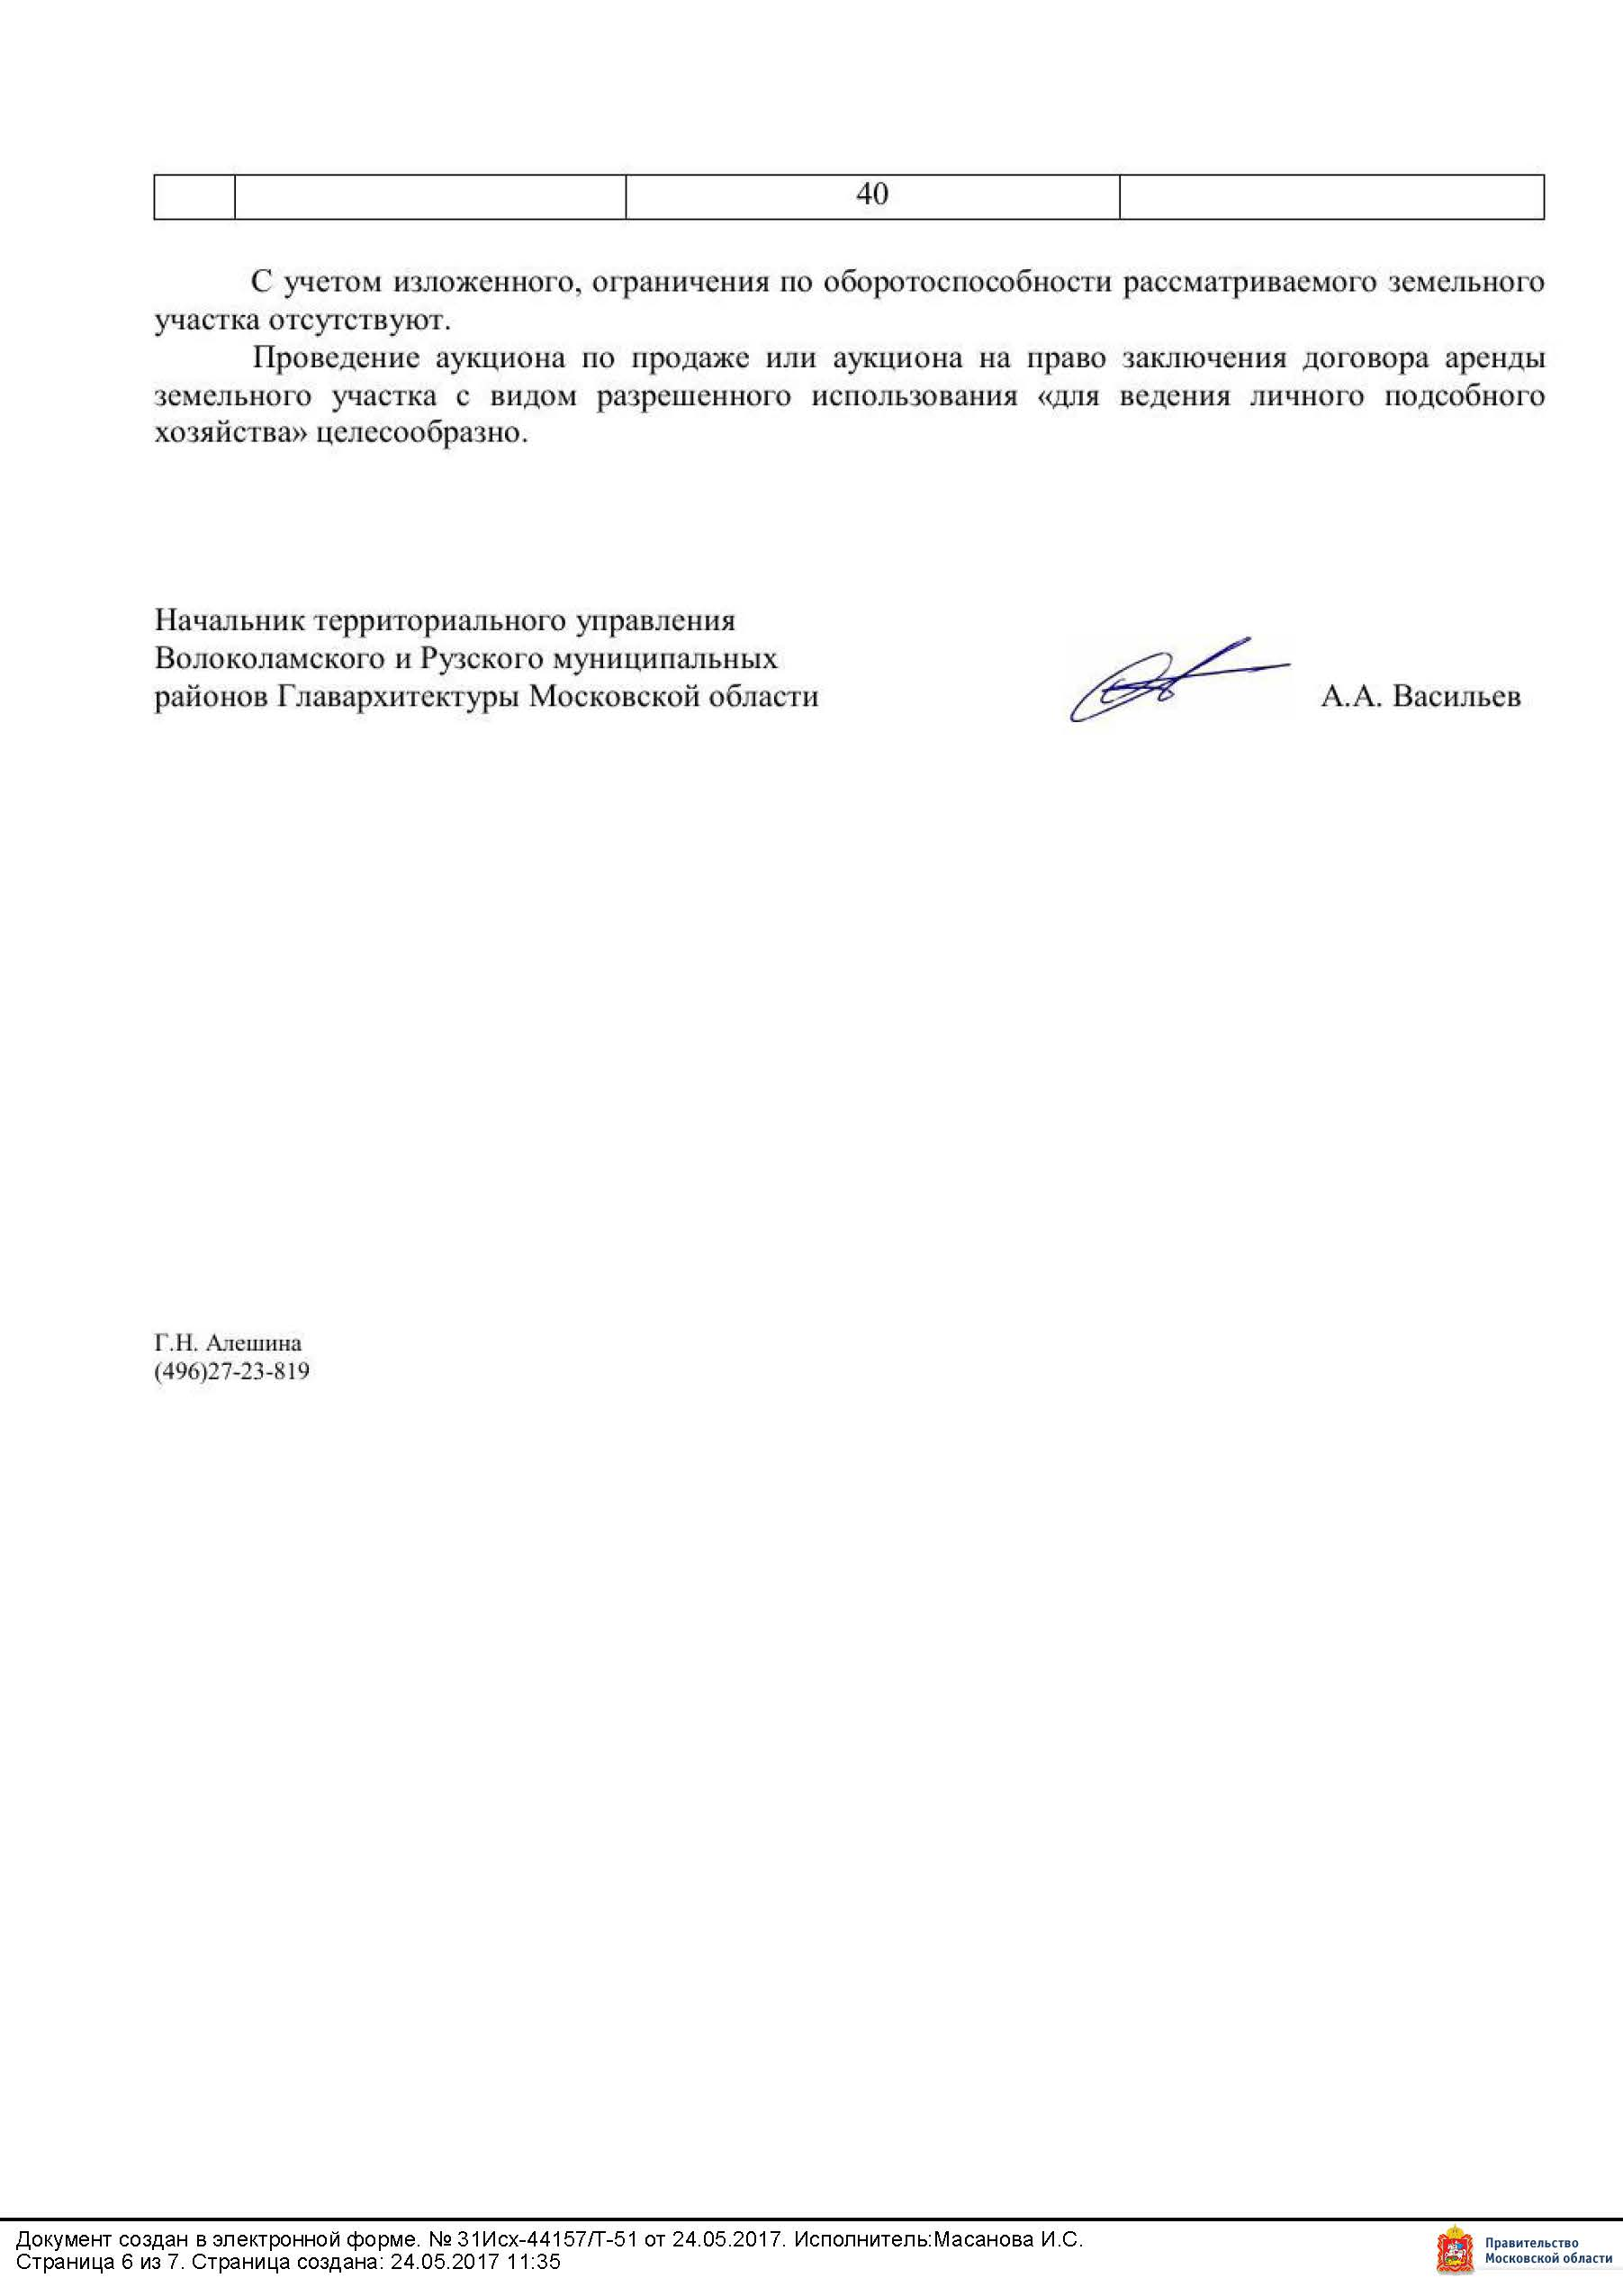 40
С учетом изложенного, ограничения по оборотоспособности рассматриваемого земельного
участка отсутствуют.
Проведение аукциона по продаже или аукциона на право заключения договора аренды
земельного участка с видом разрешенного использования «для ведения личного подсобного
хозяйства» целесообразно.
Начальник территориального управления
Волоколамского и Рузского муниципальных
районов Главархитектуры Московской области
А.А. Васильев
Г.Н. Алешина
(496)27-23-819
Документ создан в электронной форме. № 31Исх-44157/Т-51 от 24.05.2017. Исполнитель:Масанова И.С.
Страница 6 из 7. Страница создана: 24.05.2017 11:35
Правительство
Московской области